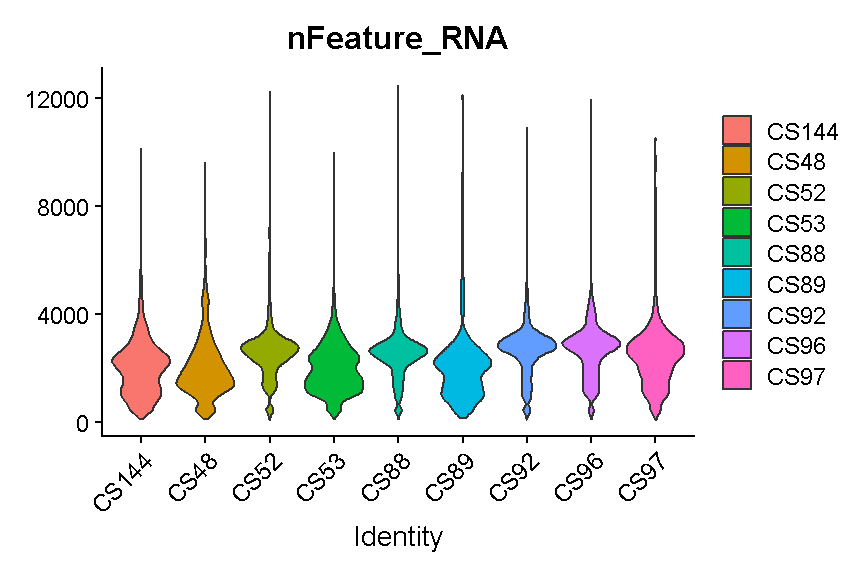 nFeature_RNA
12000
8000
4000
0
CS144
CS48
CS52
CS53
CS88
CS89
CS92
CS96
CS97
Identity
CS144
CS48
CS52
CS53
CS88
CS89
CS92
CS96
CS97